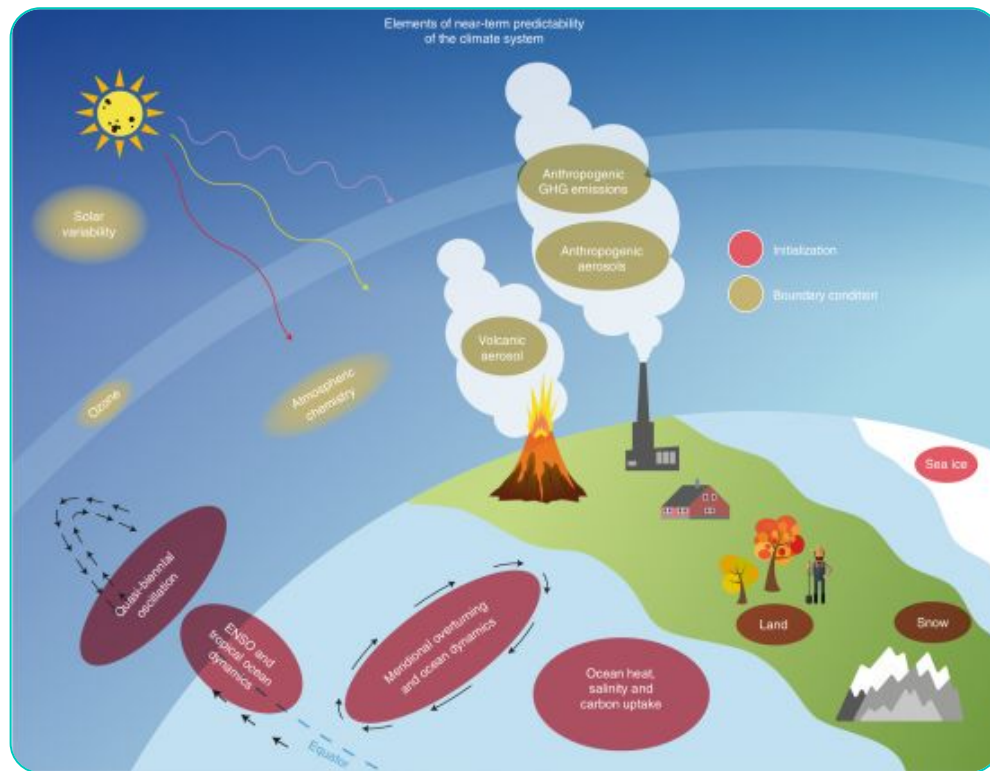 Elements of near-term predictability
of the climate system
Solar
variability
Anthropogenic
GHG emissions
Anthropogenic
aerosols
Initialization
Boundary condition
Volcanic
aerosol
Ozone
Atmospheric
chemistry
Sea ice
Quasi-biennial
oscillation
ENSO and
tropical ocean
dynamics
Meridional overturning
and ocean dynamics
Ocean heat,
salinity and
carbon uptake
Land
Snow
Equator